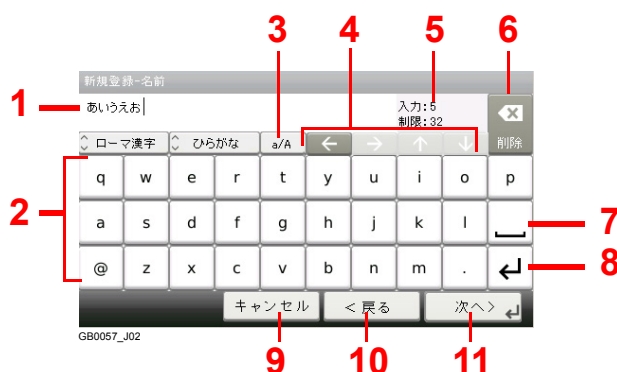 3 4 5 6
新規登録-名前
1 あいうえお 入力:5
制限:32
ローマ漢字 ひらがな a/A ← → ↑ ↓ 削除
2 q w e r t y u i o p
a s d f g h j k l 7
@ z x c v b n m . 8
キャンセル <戻る 次へ>
GB0057_J02
9 10 11